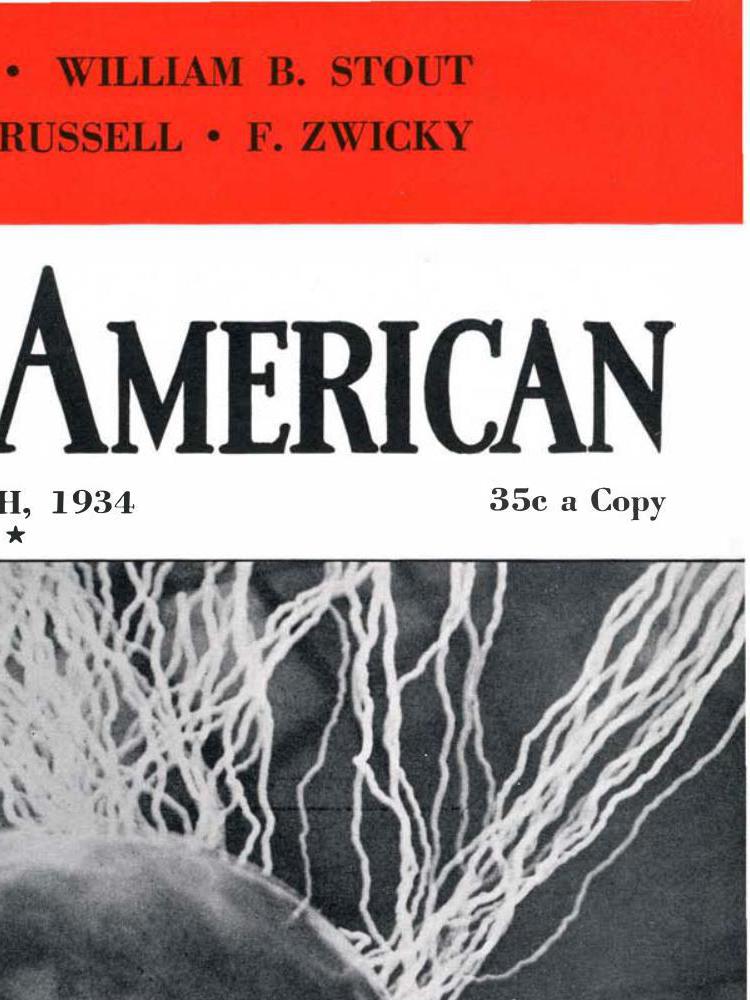 • WILLIAM B. STOUT
RUSSELL • F. ZWICKY
AMERICAN
H, 1934
35c a Copy
★